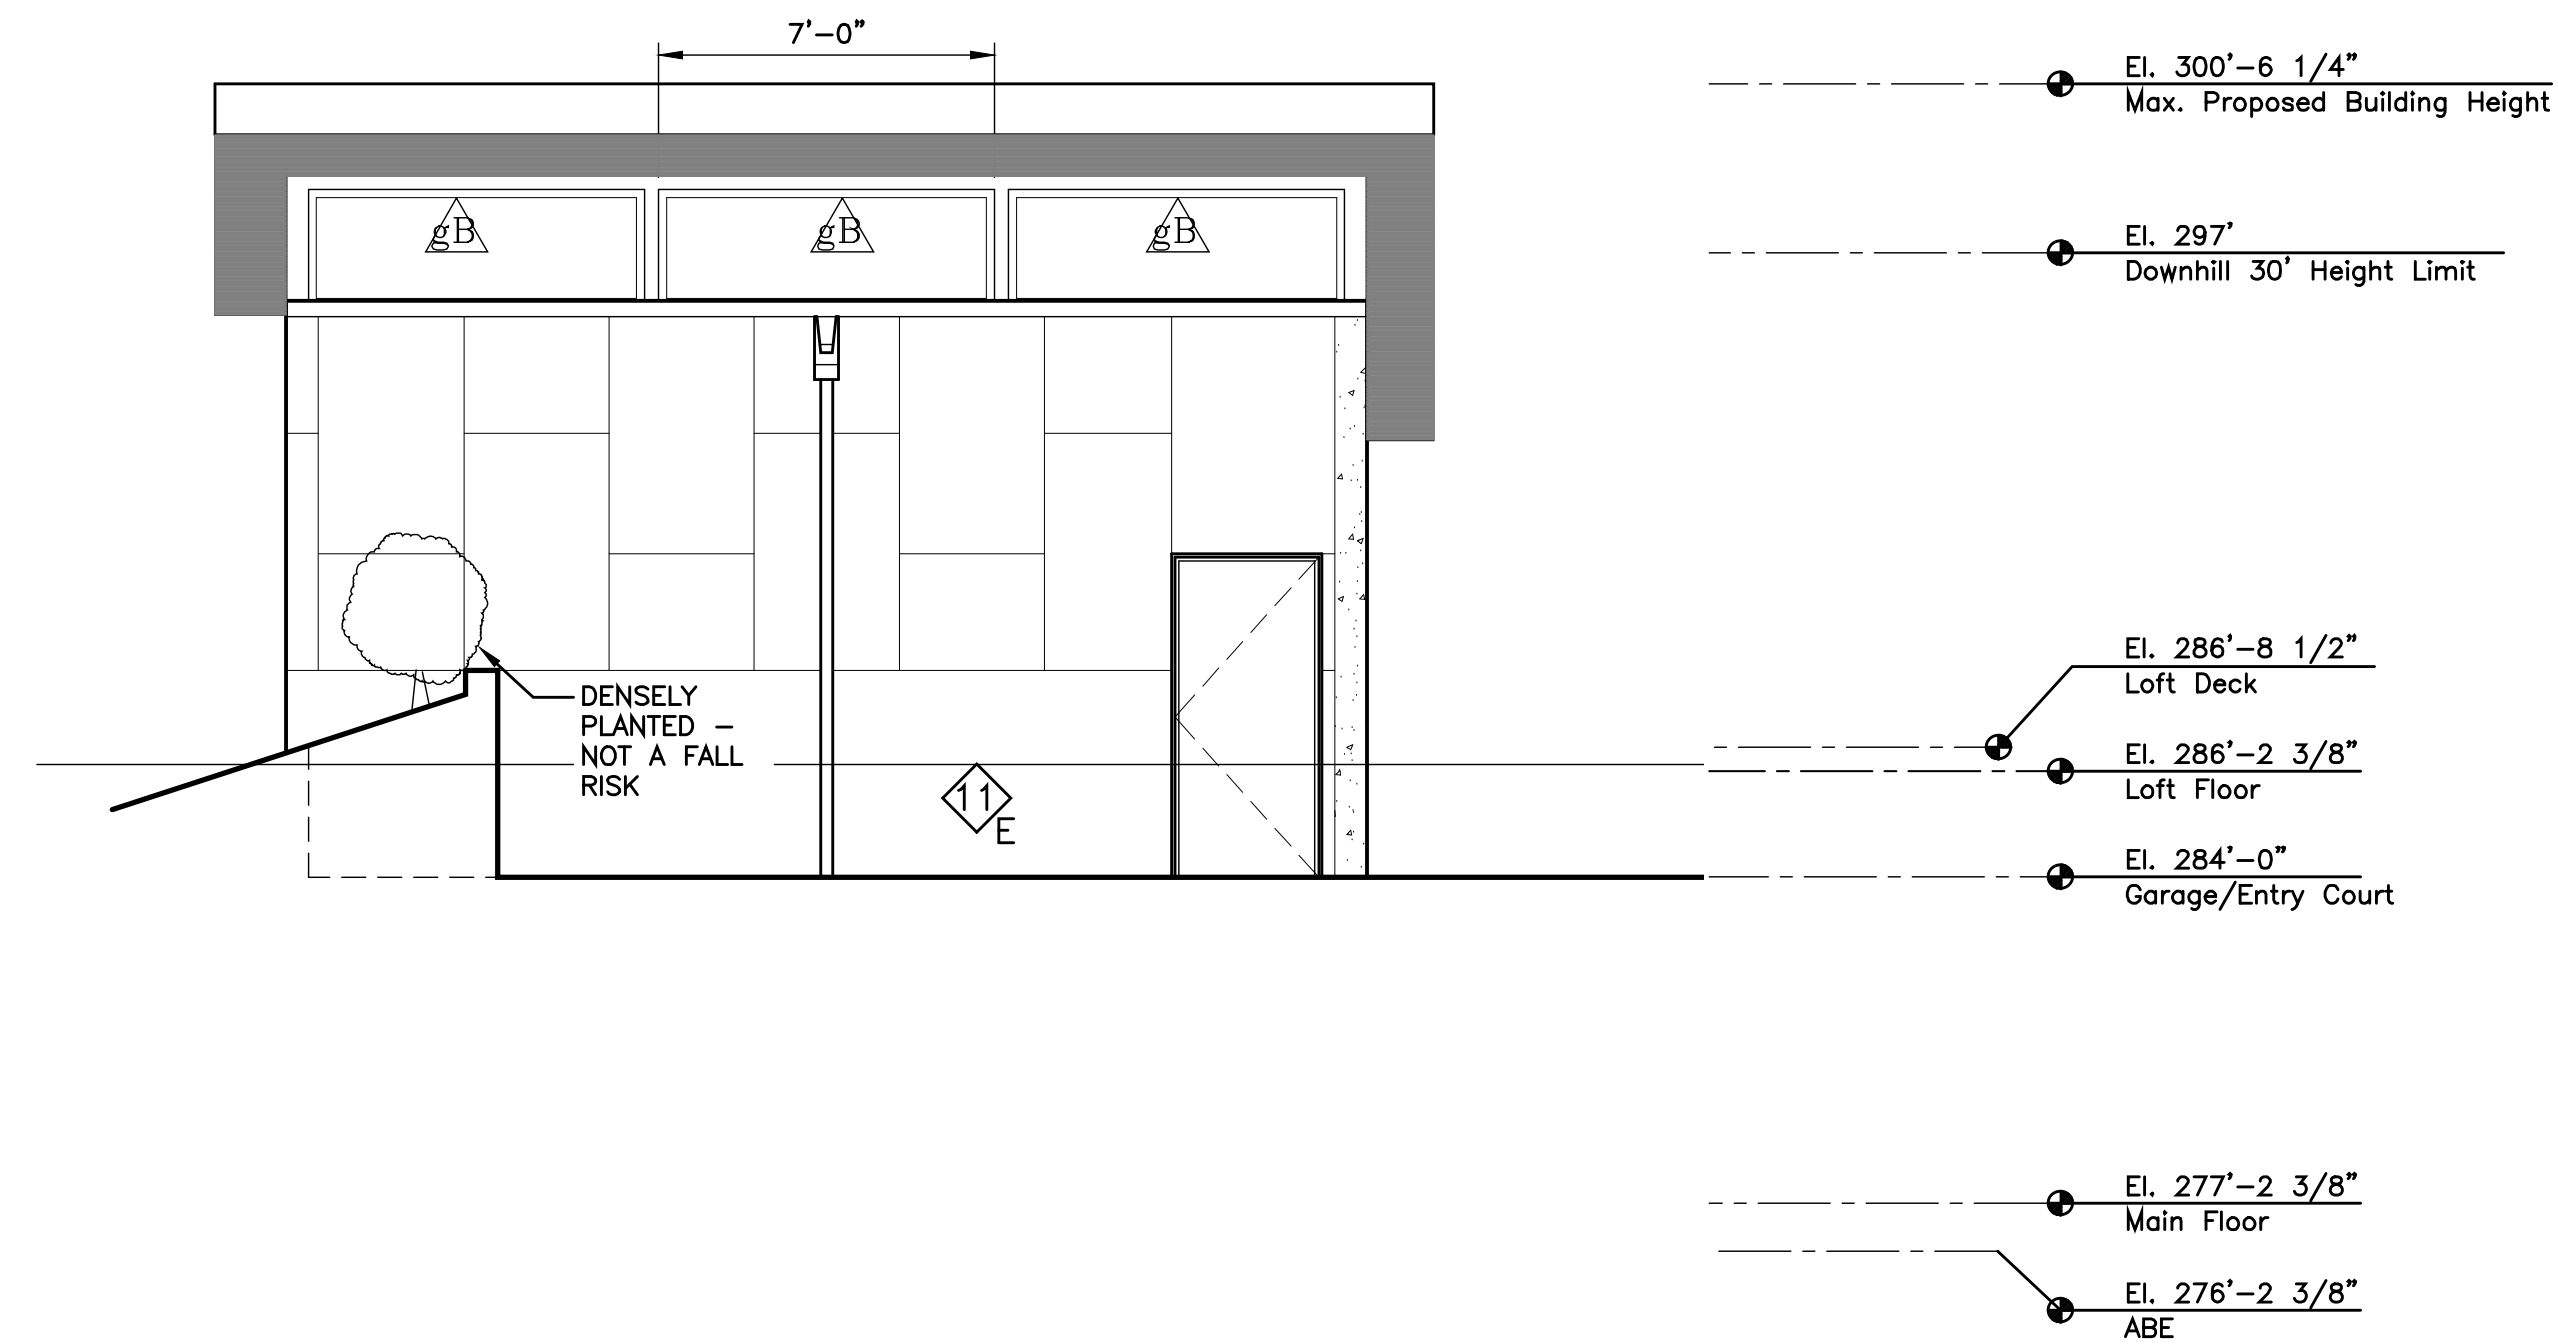 7'-0"
El. 300'-6 1/4"
Max. Proposed Building Height
gB gB gB
El. 297'
Downhill 30' Height Limit
El. 286'-8 1/2"
Loft Deck
DENSELY
PLANTED -
NOT A FALL
RISK
El. 286'-2 3/8"
Loft Floor
11
E
El. 284'-0"
Garage/Entry Court
El. 277'-2 3/8"
Main Floor
El. 276'-2 3/8"
ABE